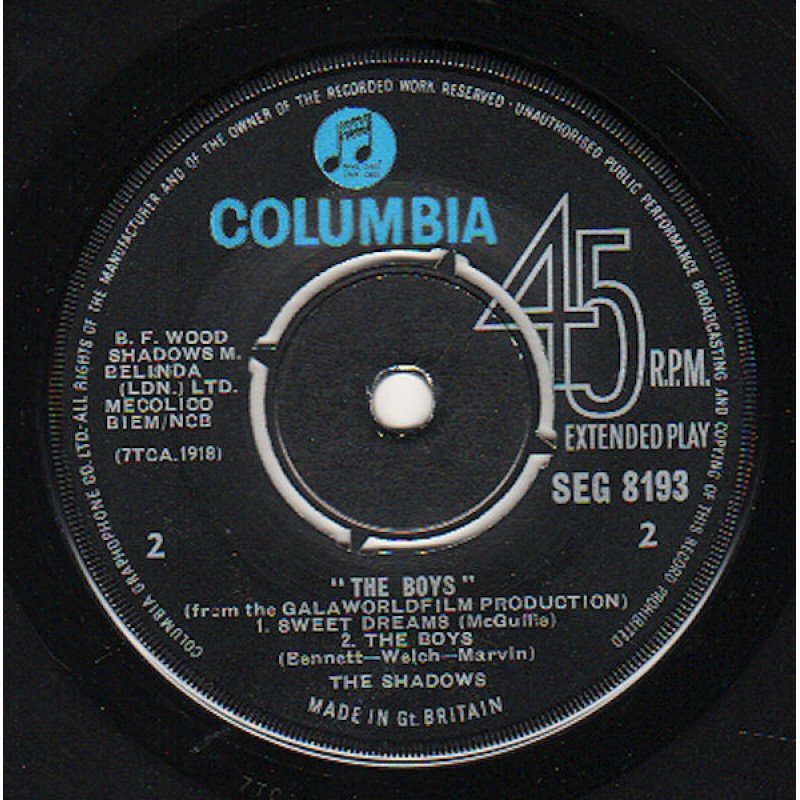 COLUMBIA GRAPHOPHONE CO. LTD. ALL RIGHTS OF THE MANUFACTURER AND OF THE OWNER OF THE RECORDED WORK RESERVED · UNAUTHORISED PUBLIC PERFORMANCE BROADCASTING AND COPYING OF THIS RECORD PROHIBITED
COLUMBIA
45
R.P.M.
EXTENDED PLAY
SEG 8193
B. F. WOOD
SHADOWS M.
BELINDA
(LDN.) LTD.
MECOLICO
BIEM/NCB
(7TCA.1918)
2
2
"THE BOYS"
(from the GALAWORLDFILM PRODUCTION)
1. SWEET DREAMS (McGuffie)
2. THE BOYS
(Bennett—Welch—Marvin)
THE SHADOWS
MADE IN Gt. BRITAIN